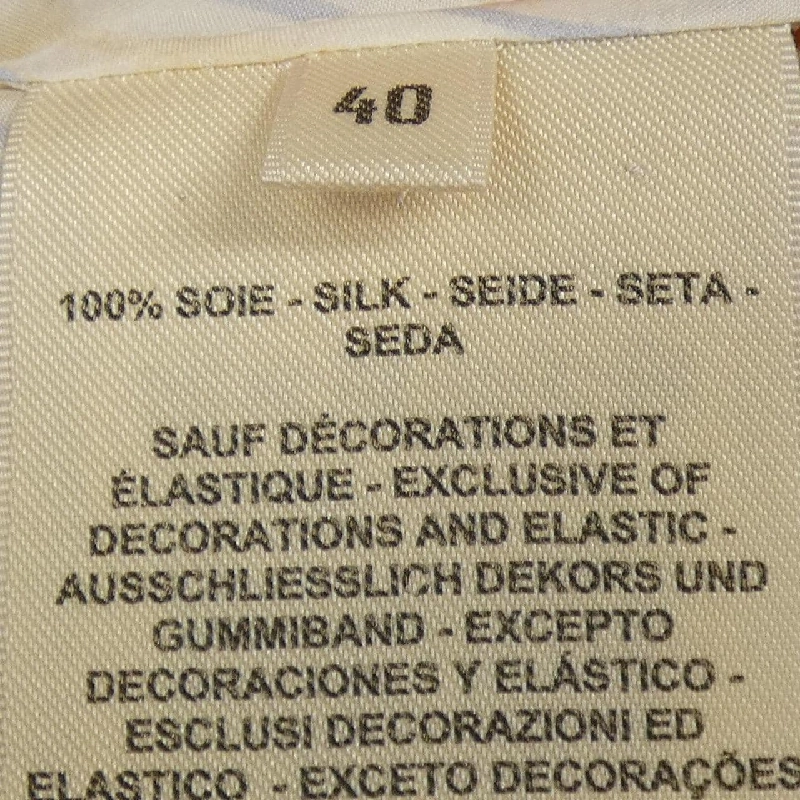 40
100% SOIE - SILK - SEIDE - SETA -
SEDA
SAUF DÉCORATIONS ET
ÉLASTIQUE - EXCLUSIVE OF
DECORATIONS AND ELASTIC -
AUSSCHLIESSLICH DEKORS UND
GUMMIBAND - EXCEPTO
DECORACIONES Y ELÁSTICO -
ESCLUSI DECORAZIONI ED
ELASTICO - EXCETO DECORAÇÕES